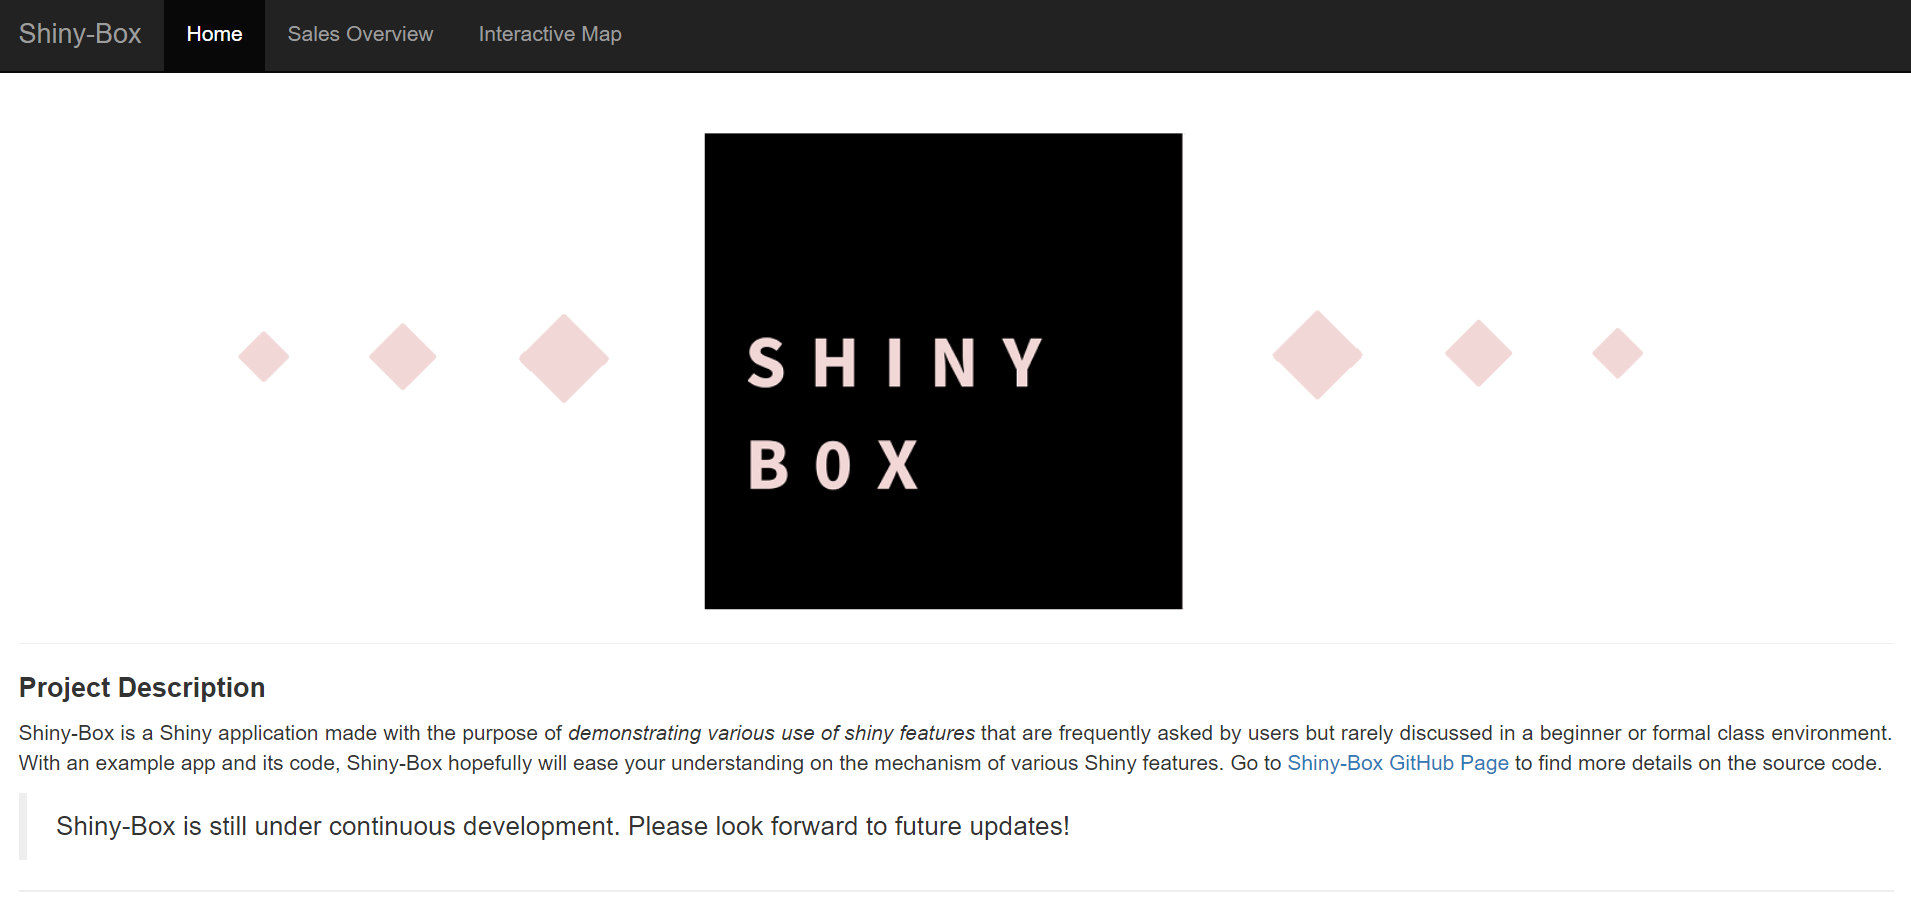 Shiny-Box Home Sales Overview Interactive Map
SHINY
BOX
Project Description
Shiny-Box is a Shiny application made with the purpose of demonstrating various use of shiny features that are frequently asked by users but rarely discussed in a beginner or formal class environment.
With an example app and its code, Shiny-Box hopefully will ease your understanding on the mechanism of various Shiny features. Go to Shiny-Box GitHub Page to find more details on the source code.
Shiny-Box is still under continuous development. Please look forward to future updates!